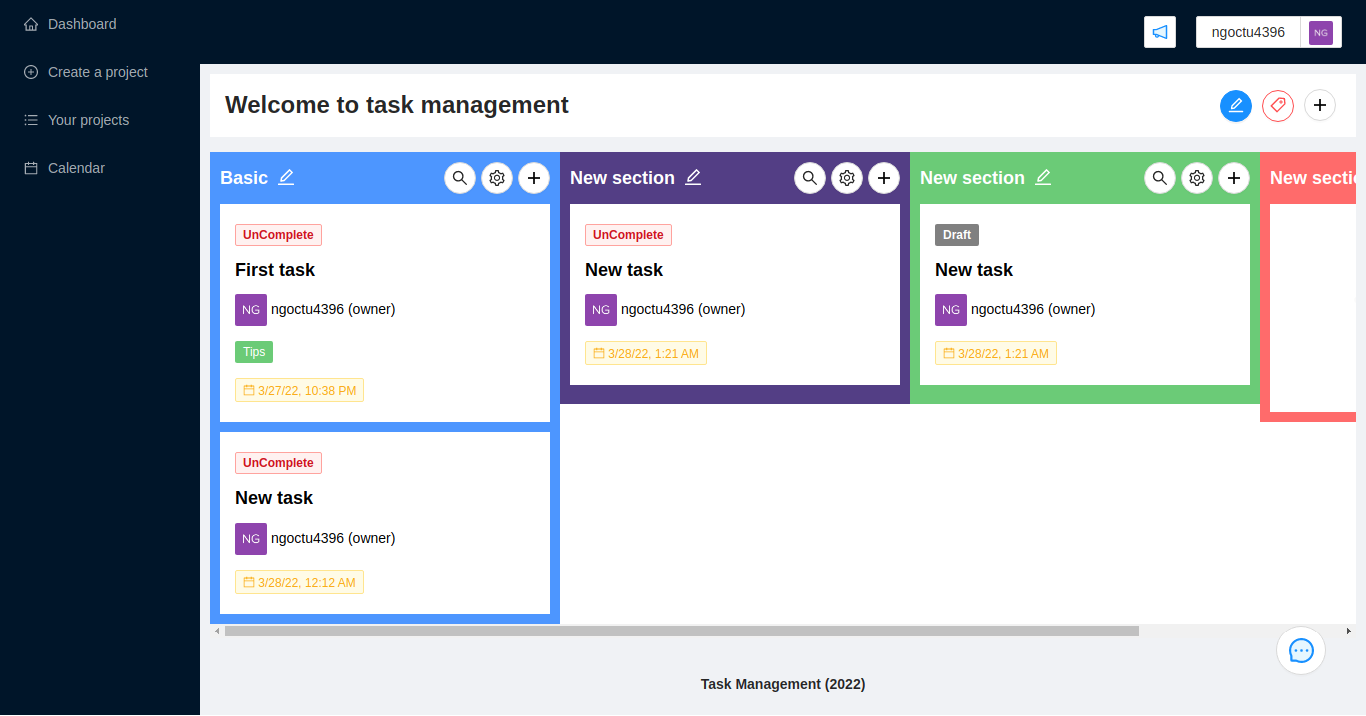 Dashboard
Create a project
Your projects
Calendar
ngoctu4396
NG
Welcome to task management
Basic
UnComplete
First task
NG ngoctu4396 (owner)
Tips
3/27/22, 10:38 PM
UnComplete
New task
NG ngoctu4396 (owner)
3/28/22, 12:12 AM
New section
UnComplete
New task
NG ngoctu4396 (owner)
3/28/22, 1:21 AM
New section
Draft
New task
NG ngoctu4396 (owner)
3/28/22, 1:21 AM
New sectio
Task Management (2022)